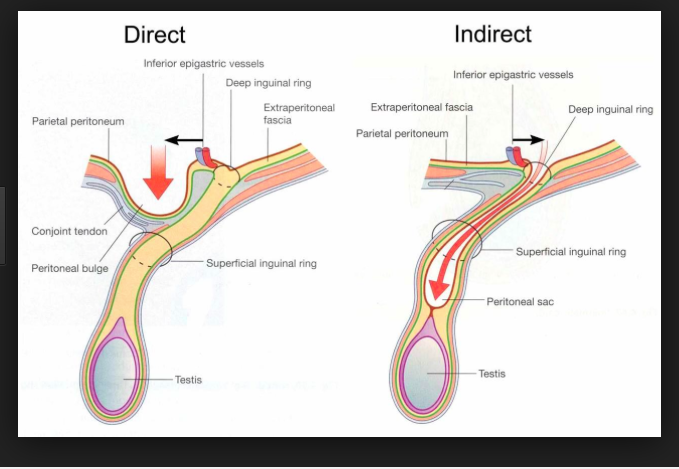 Direct
Inferior epigastric vessels
Deep inguinal ring
Extraperitoneal
fascia
Parietal peritoneum
Conjoint tendon
Peritoneal bulge
Superficial inguinal ring
Testis
Indirect
Inferior epigastric vessels
Extraperitoneal fascia
Deep inguinal ring
Parietal peritoneum
Superficial inguinal ring
Peritoneal sac
Testis